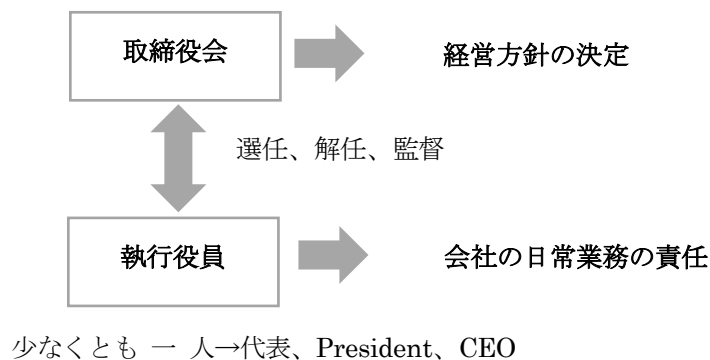 取締役会
経営方針の決定
選任、解任、監督
執行役員
会社の日常業務の責任
少なくとも 一 人→代表、President、CEO